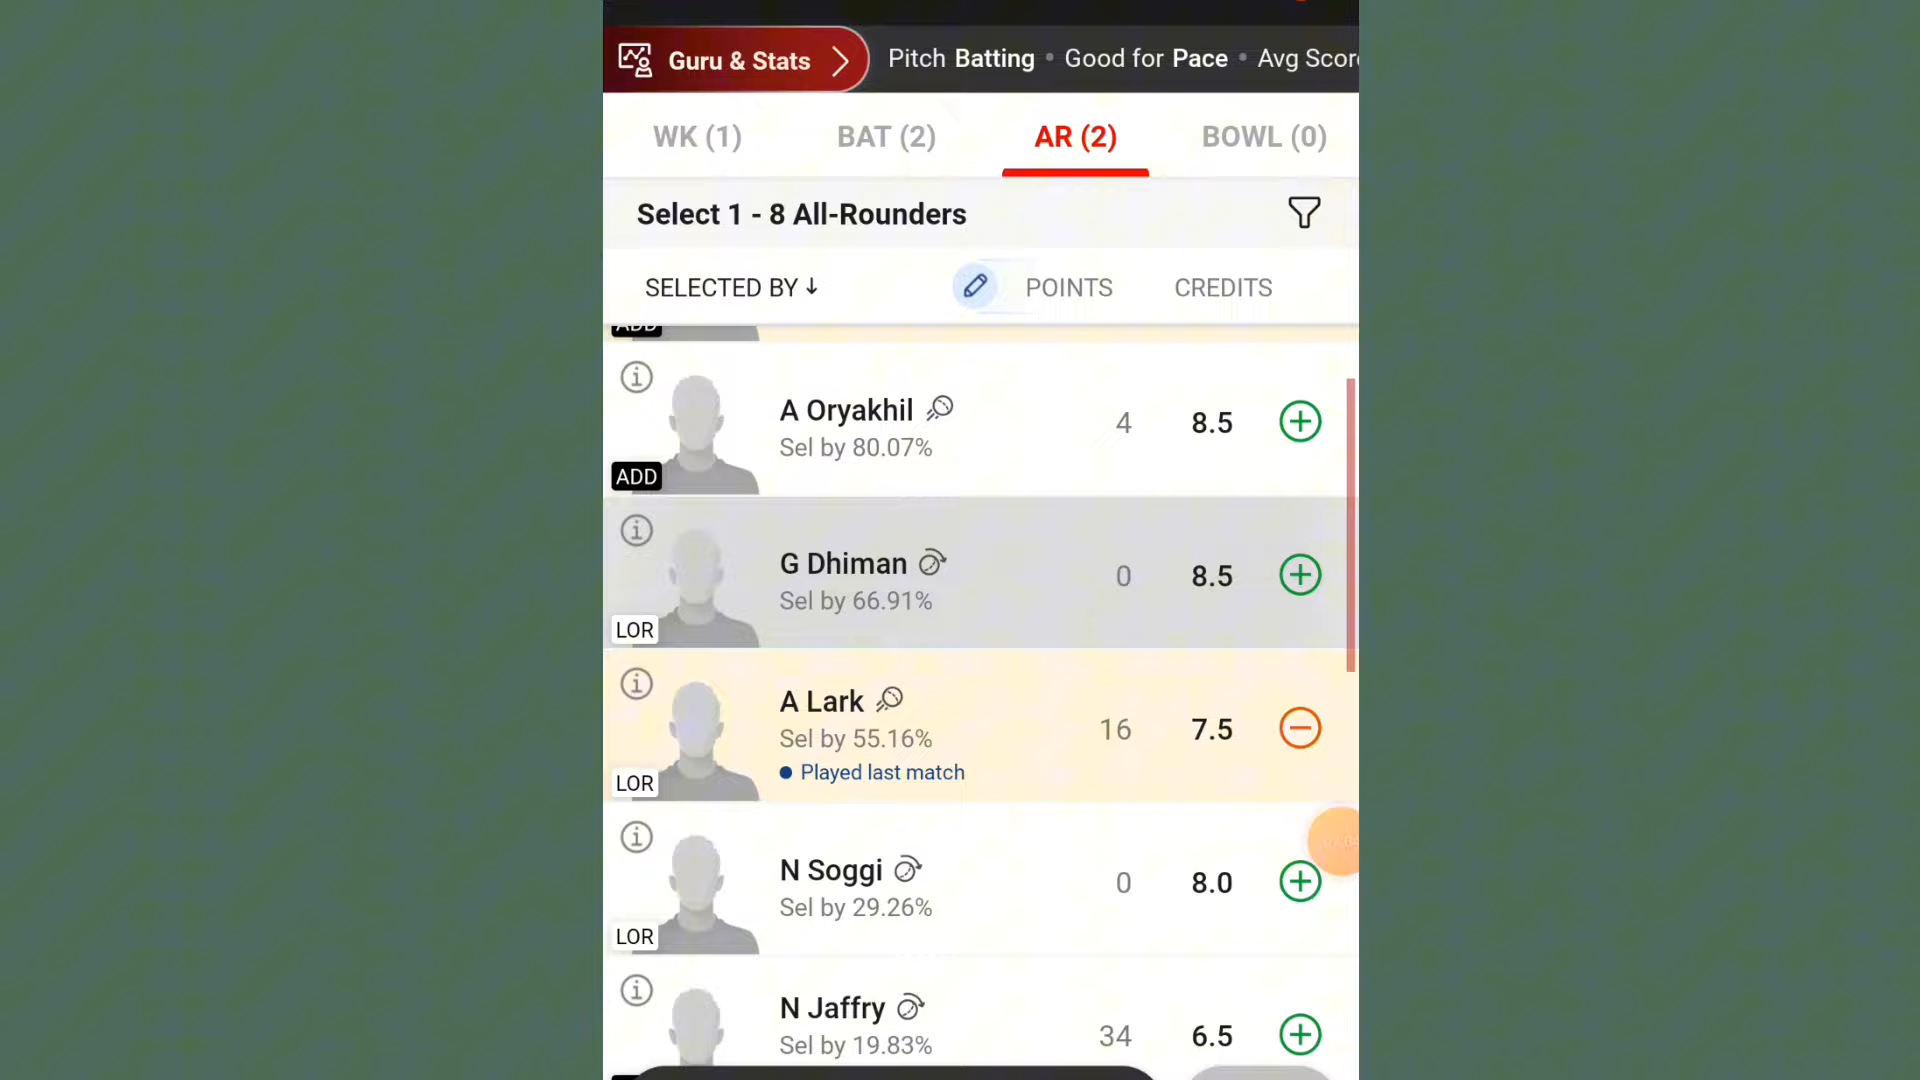 Guru & Stats
Pitch Batting • Good for Pace • Avg Score
WK (1) BAT (2) AR (2) BOWL (0)
Select 1 - 8 All-Rounders
SELECTED BY ↓ POINTS CREDITS
ADD
A Oryakhil 4 8.5
Sel by 80.07%
ADD
G Dhiman 0 8.5
Sel by 66.91%
LOR
A Lark 16 7.5
Sel by 55.16%
• Played last match
LOR
N Soggi 0 8.0
Sel by 29.26%
LOR
N Jaffry 34 6.5
Sel by 19.83%